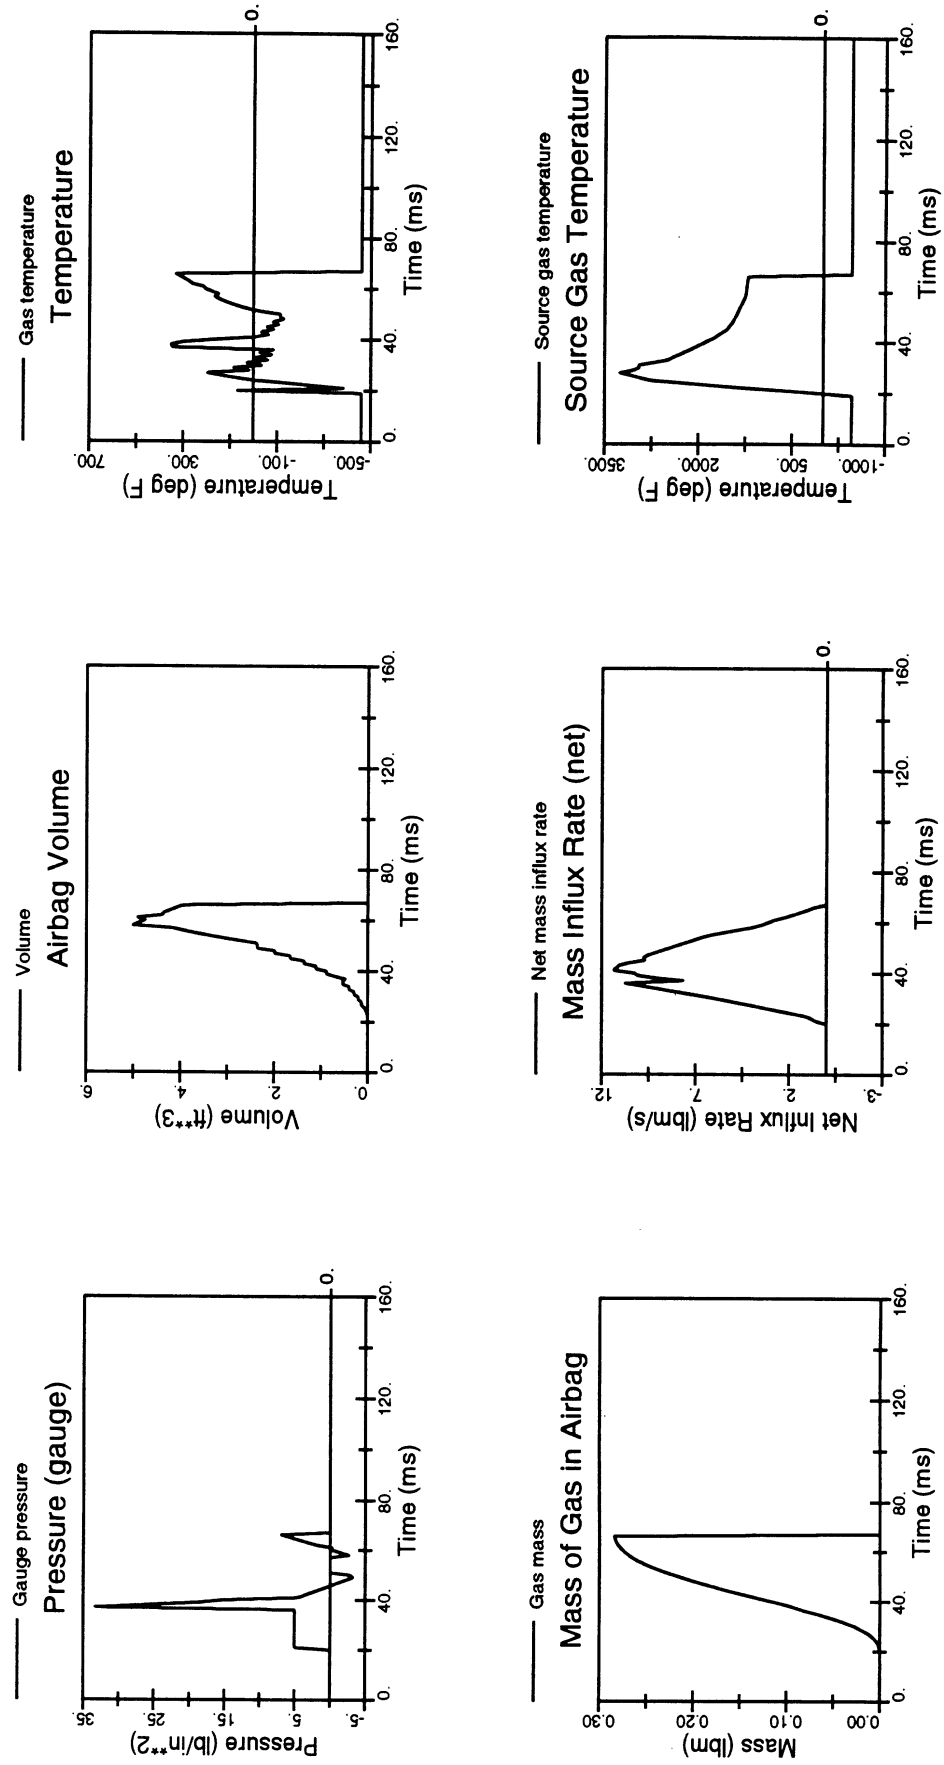 Gauge pressure
Pressure (gauge)
Pressure (lb/in**2)
35.
25.
15.
5.
-5.
0.
0.
40.
80.
120.
160.
Time (ms)
Volume
Airbag Volume
Volume (ft**3)
6.
4.
2.
0.
0.
40.
80.
120.
160.
Time (ms)
Gas temperature
Temperature
Temperature (deg F)
700.
300.
-100.
-500.
0.
0.
40.
80.
120.
160.
Time (ms)
Gas mass
Mass of Gas in Airbag
Mass (lbm)
0.30
0.20
0.10
0.00
0.
40.
80.
120.
160.
Time (ms)
Net mass influx rate
Mass Influx Rate (net)
Net Influx Rate (lbm/s)
12.
7.
2.
-3.
0.
0.
40.
80.
120.
160.
Time (ms)
Source gas temperature
Source Gas Temperature
Temperature (deg F)
3500.
2000.
500.
-1000.
0.
0.
40.
80.
120.
160.
Time (ms)